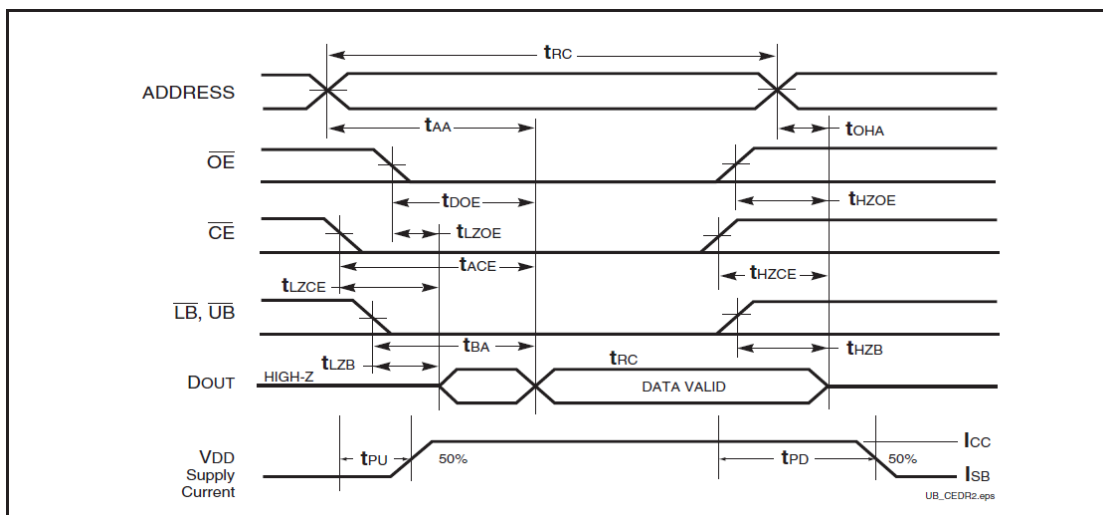 tRC
ADDRESS
tAA
tOHA
OE
tDOE
tHZOE
CE
tLZOE
tACE
tHZCE
tLZCE
LB, UB
tBA
tHZB
tLZB
tRC
DOUT
HIGH-Z
DATA VALID
ICC
VDD
Supply
Current
tPU
50%
tPD
50%
ISB
UB_CEDR2.eps